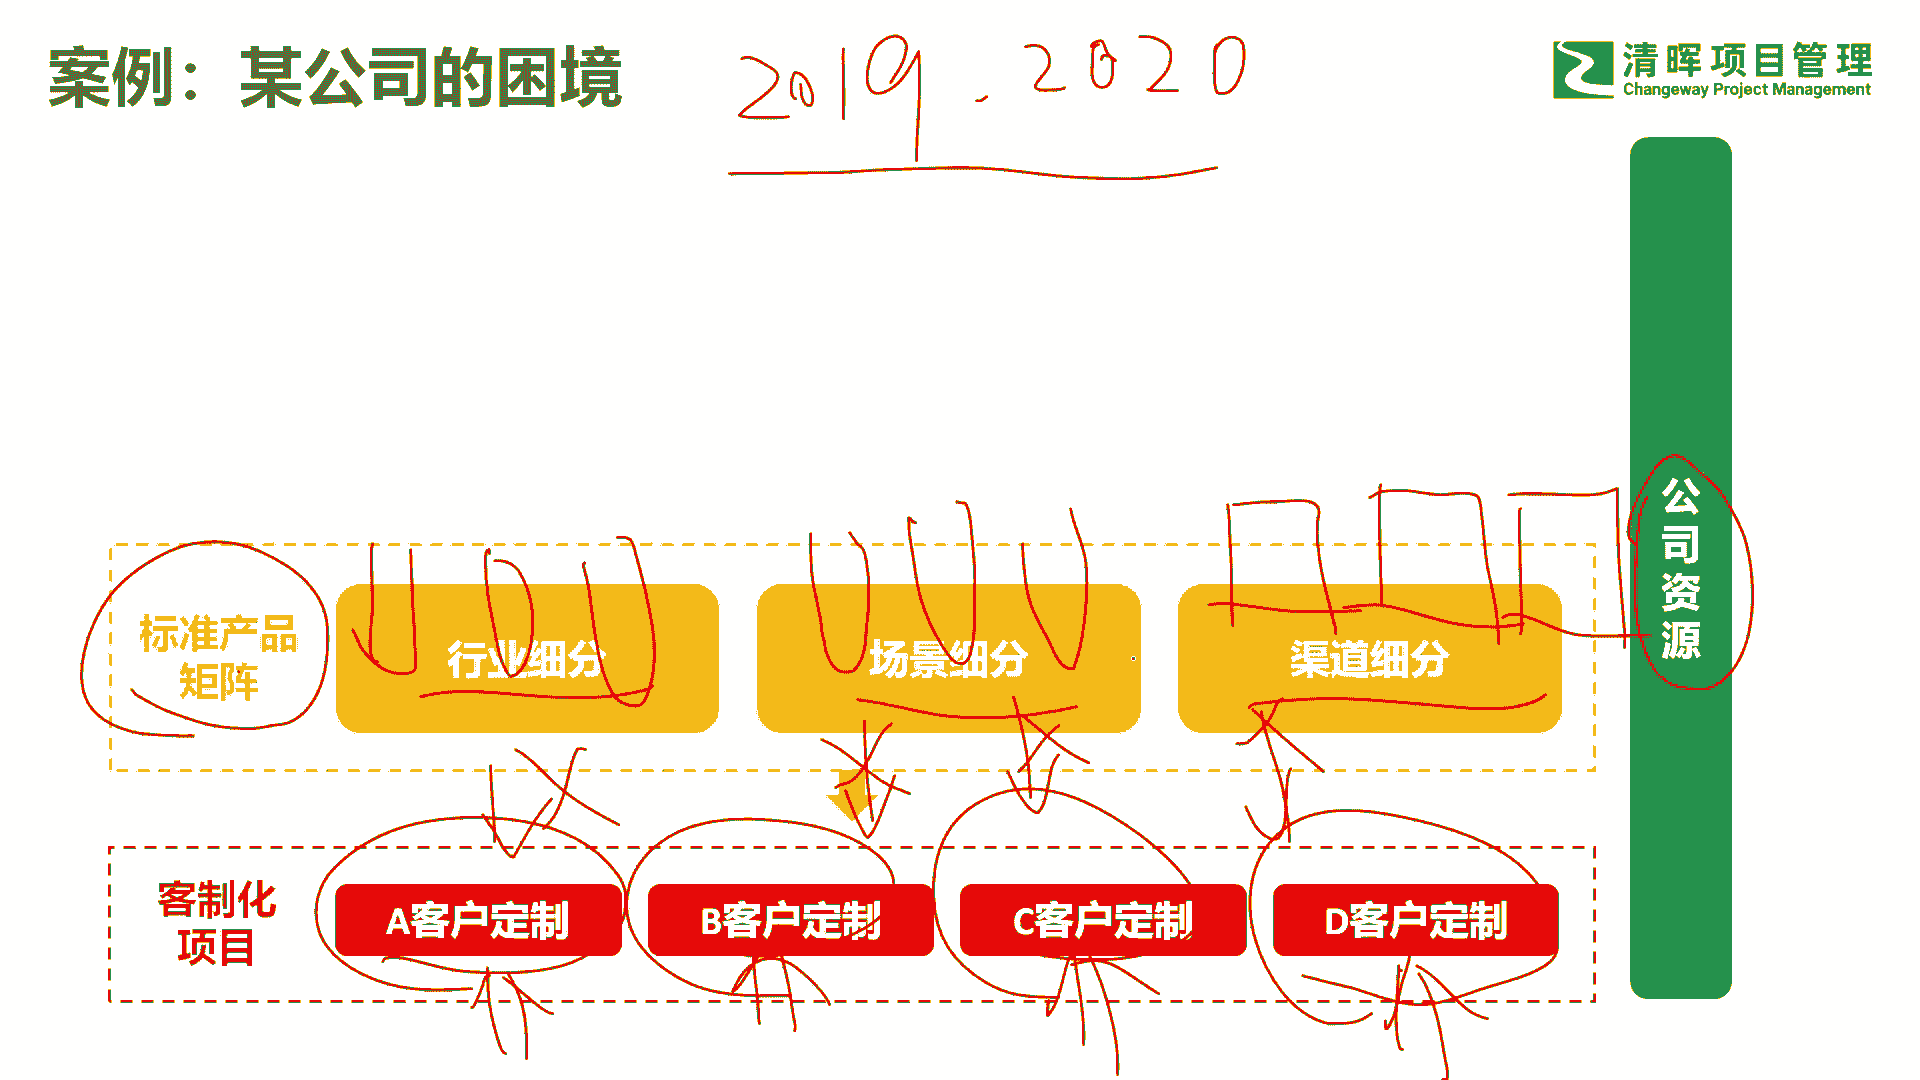 案例：某公司的困境
2019.2020
清晖项目管理
Changeway Project Management
公司资源
标准产品
矩阵
行业细分
场景细分
渠道细分
客制化
项目
A客户定制
B客户定制
C客户定制
D客户定制